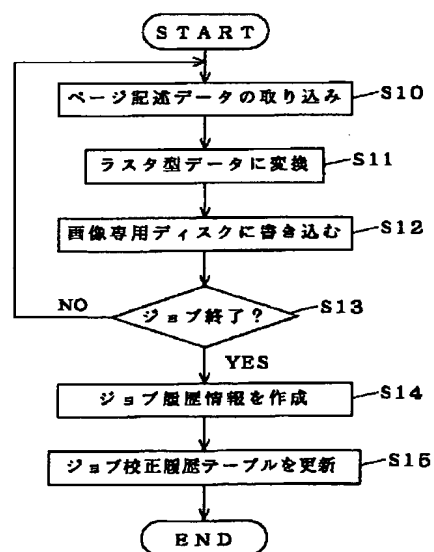 START
ページ記述データの取り込み
S10
ラスタ型データに変換
S11
画像専用ディスクに書き込む
S12
ジョブ終了?
S13
NO
YES
ジョブ履歴情報を作成
S14
ジョブ校正履歴テーブルを更新
S15
END